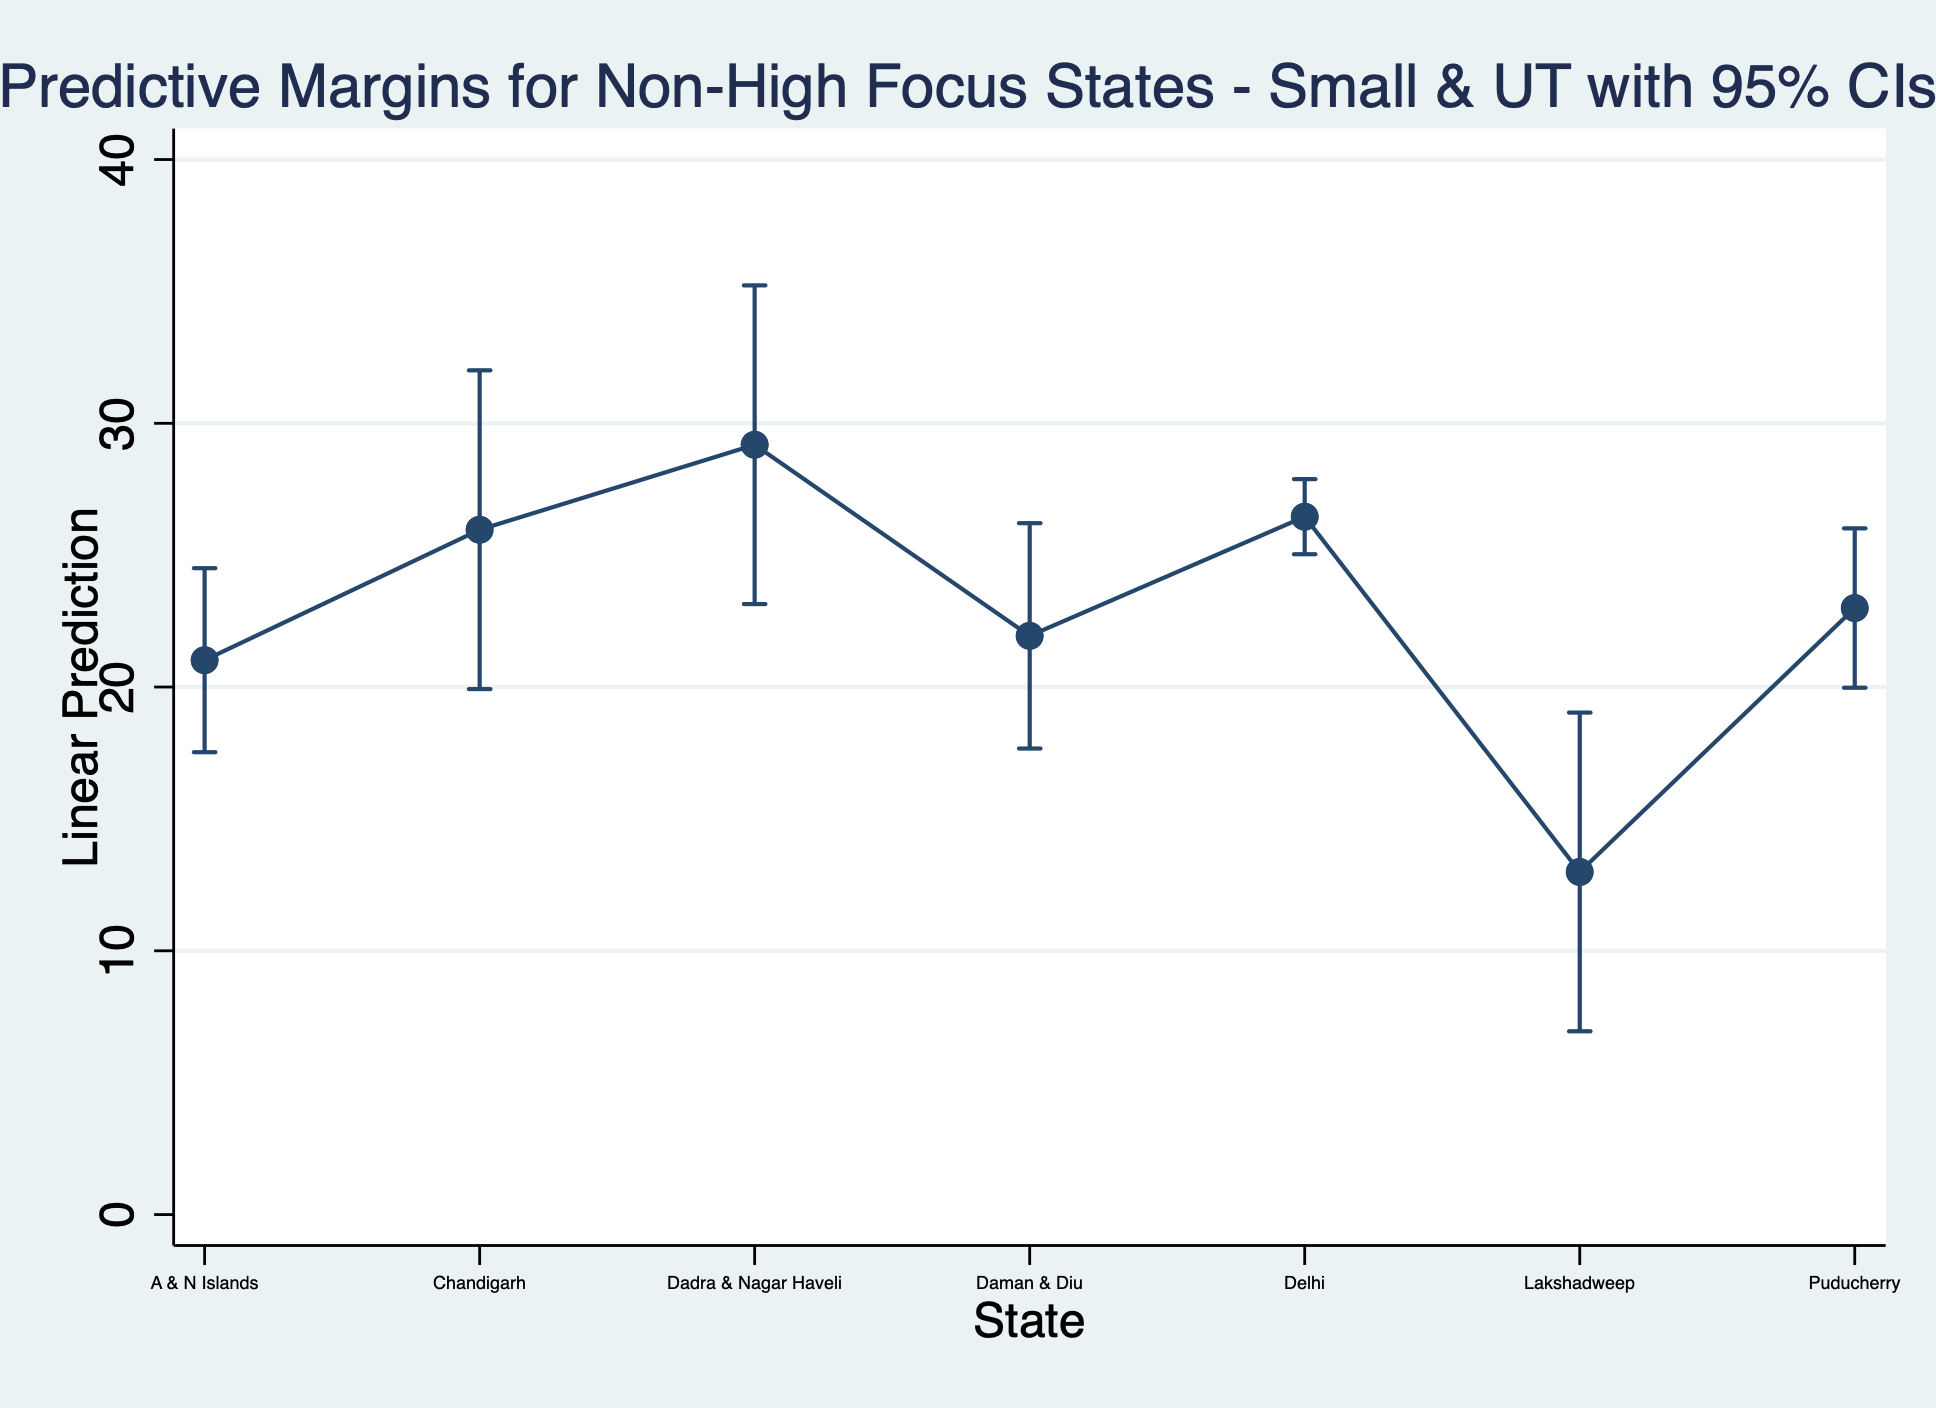 Predictive Margins for Non-High Focus States - Small & UT with 95% CIs
Linear Prediction
40
30
20
10
0
A & N Islands
Chandigarh
Dadra & Nagar Haveli
Daman & Diu
Delhi
Lakshadweep
Puducherry
State